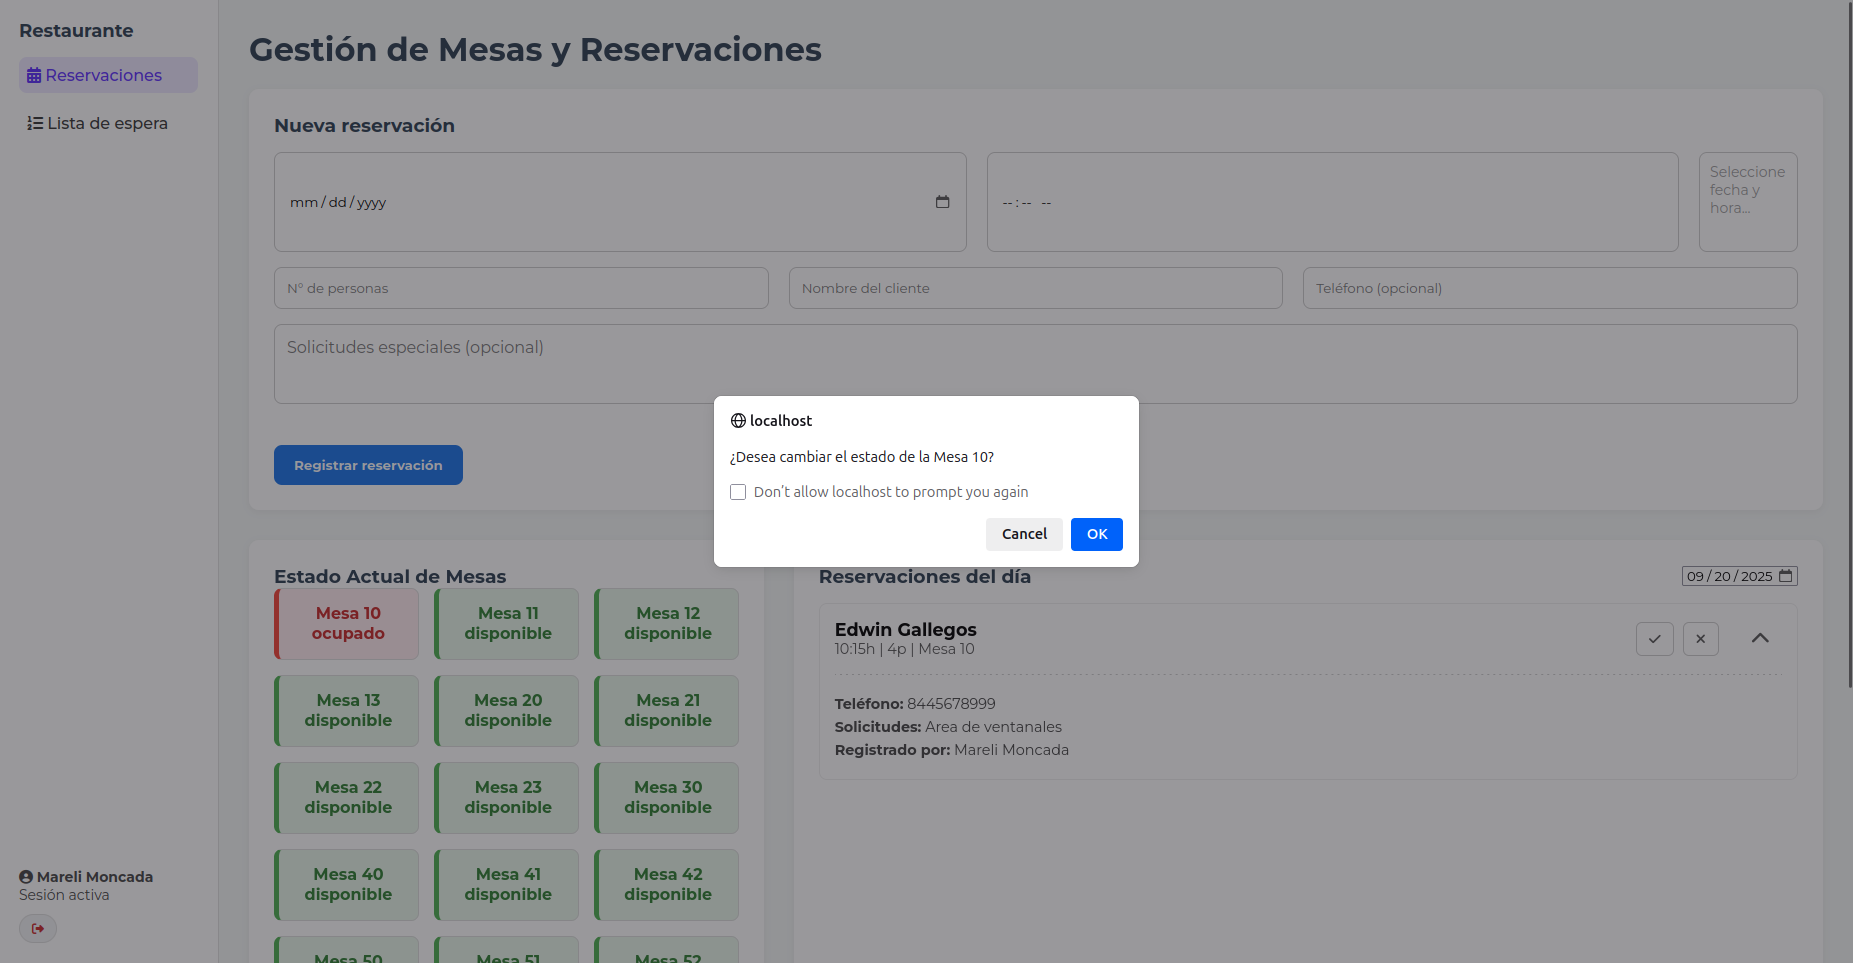 Restaurante
Reservaciones
Lista de espera
Mareli Moncada
Sesión activa
Gestión de Mesas y Reservaciones
Nueva reservación
mm / dd / yyyy
-- : -- --
Seleccione
fecha y
hora...
N° de personas
Nombre del cliente
Teléfono (opcional)
Solicitudes especiales (opcional)
Registrar reservación
localhost
¿Desea cambiar el estado de la Mesa 10?
Don't allow localhost to prompt you again
Cancel
OK
Estado Actual de Mesas
Mesa 10
ocupado
Mesa 11
disponible
Mesa 12
disponible
Mesa 13
disponible
Mesa 20
disponible
Mesa 21
disponible
Mesa 22
disponible
Mesa 23
disponible
Mesa 30
disponible
Mesa 40
disponible
Mesa 41
disponible
Mesa 42
disponible
Mesa 50
Mesa 51
Mesa 52
Reservaciones del día
09 / 20 / 2025
Edwin Gallegos
10:15h | 4p | Mesa 10
Teléfono: 8445678999
Solicitudes: Area de ventanales
Registrado por: Mareli Moncada